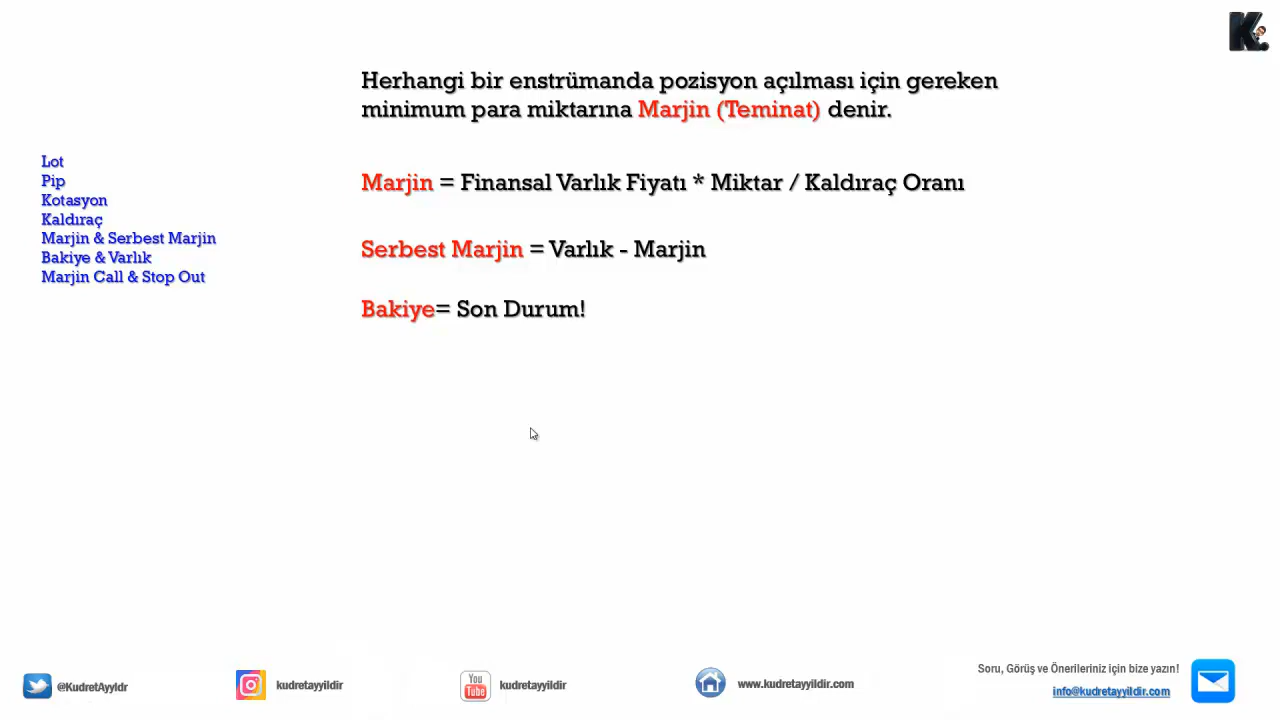 Herhangi bir enstrümanda pozisyon açılması için gereken
minimum para miktarına Marjin (Teminat) denir.
Lot
Pip
Kotasyon
Kaldıraç
Marjin & Serbest Marjin
Bakiye & Varlık
Marjin Call & Stop Out
Marjin = Finansal Varlık Fiyatı * Miktar / Kaldıraç Oranı
Serbest Marjin = Varlık - Marjin
Bakiye= Son Durum!
@KudretAyyldr
kudretayyildir
You Tube
kudretayyildir
www.kudretayyildir.com
Soru, Görüş ve Önerileriniz için bize yazın!
info@kudretayyildir.com
K